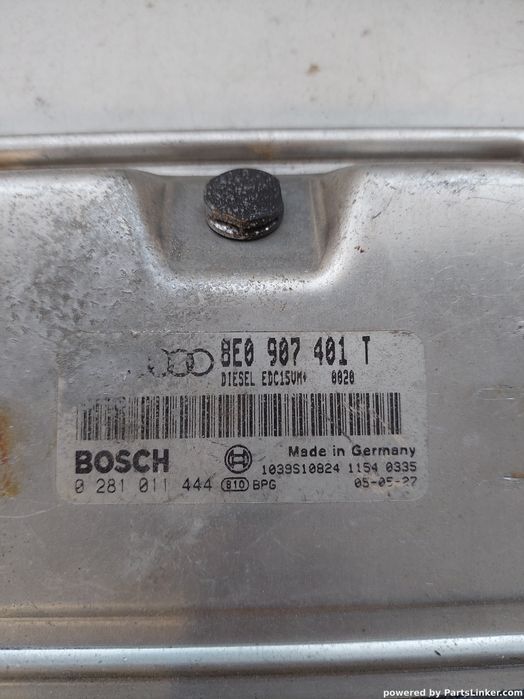 8E0 907 401 T
DIESEL EDC15VM+ 0020
BOSCH
Made in Germany
1039S10824 1154 0335
0 281 011 444 810 BPG 05-05-27
powered by PartsLinker.com